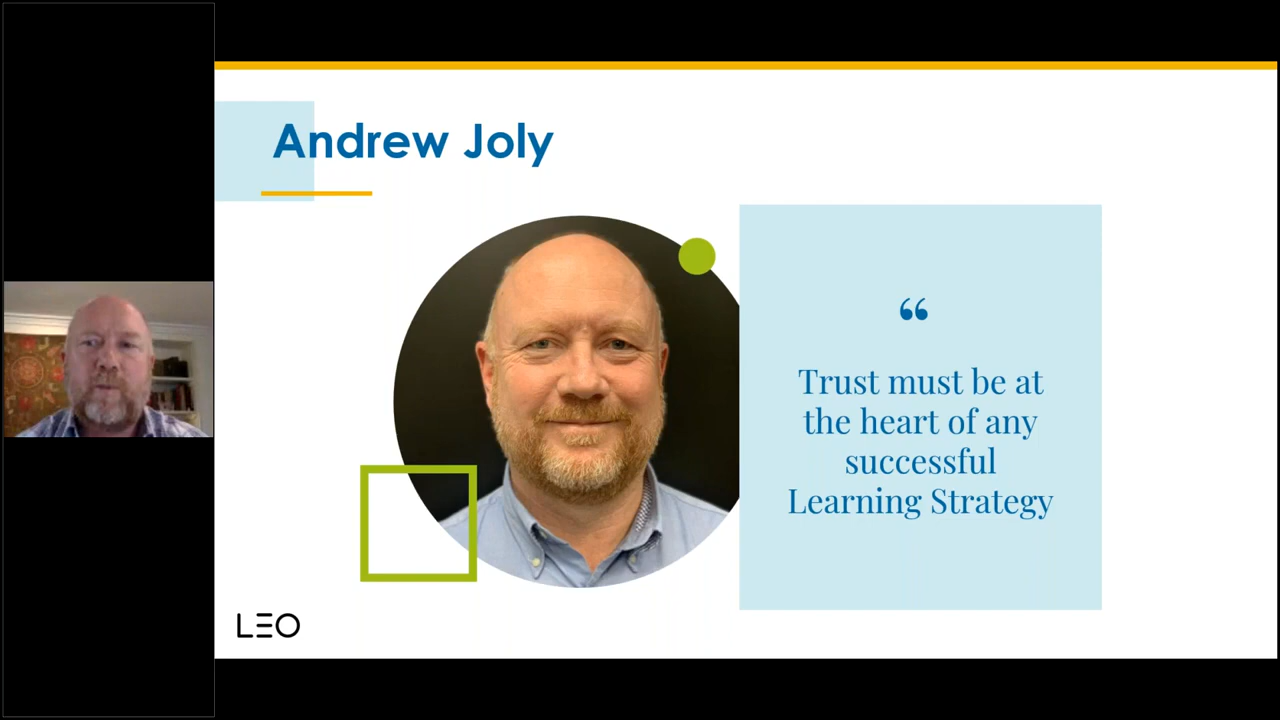 Andrew Joly
“
Trust must be at
the heart of any
successful
Learning Strategy
LEO